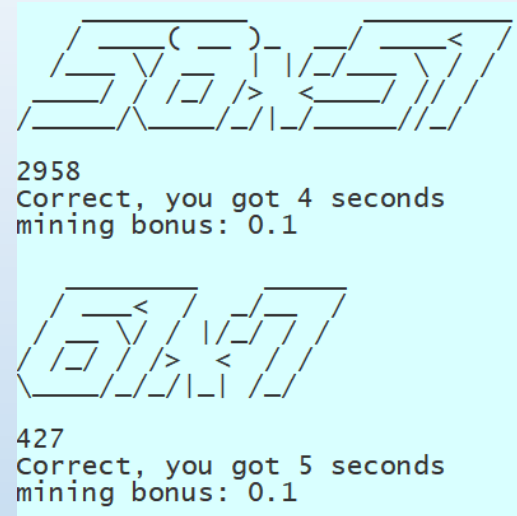 58x51
2958
Correct, you got 4 seconds
mining bonus: 0.1
61x7
427
Correct, you got 5 seconds
mining bonus: 0.1